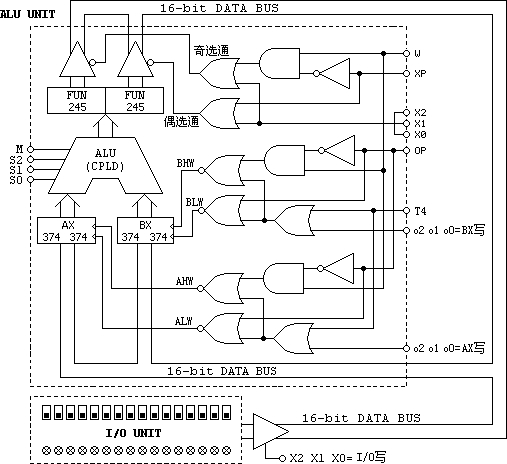 16-bit DATA BUS
ALU UNIT
奇选通
W
XP
FUN
245
FUN
245
偶选通
X2
X1
X0
M
S2
S1
S0
ALU
(CPLD)
OP
BHW
BLW
T4
AX
374 374
BX
374 374
o2 o1 o0=BX写
AHW
ALW
o2 o1 o0=AX写
16-bit DATA BUS
I/O UNIT
16-bit DATA BUS
X2 X1 X0=I/O写